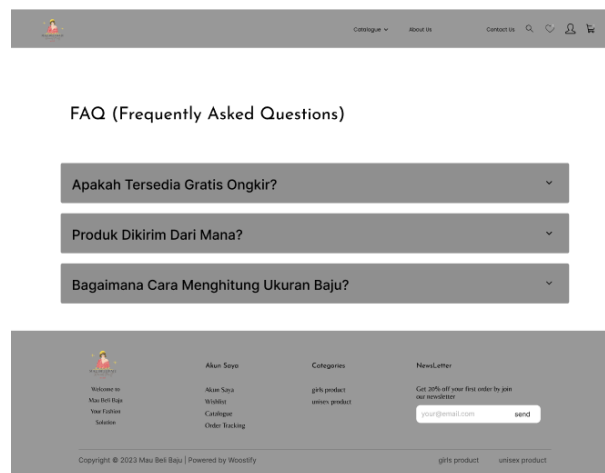 Catalogue About Us Contact Us
FAQ (Frequently Asked Questions)
Apakah Tersedia Gratis Ongkir?
Produk Dikirim Dari Mana?
Bagaimana Cara Menghitung Ukuran Baju?
Akun Saya
Categories
NewsLetter
Welcome to
Mau Beli Baju
Your Fashion
Solution
Akun Saya
Wishlist
Catalogue
Order Tracking
girls product
unisex product
Get 20% off your first order by join
our newsletter
your@email.com send
Copyright © 2023 Mau Beli Baju | Powered by Woostify
girls product unisex product